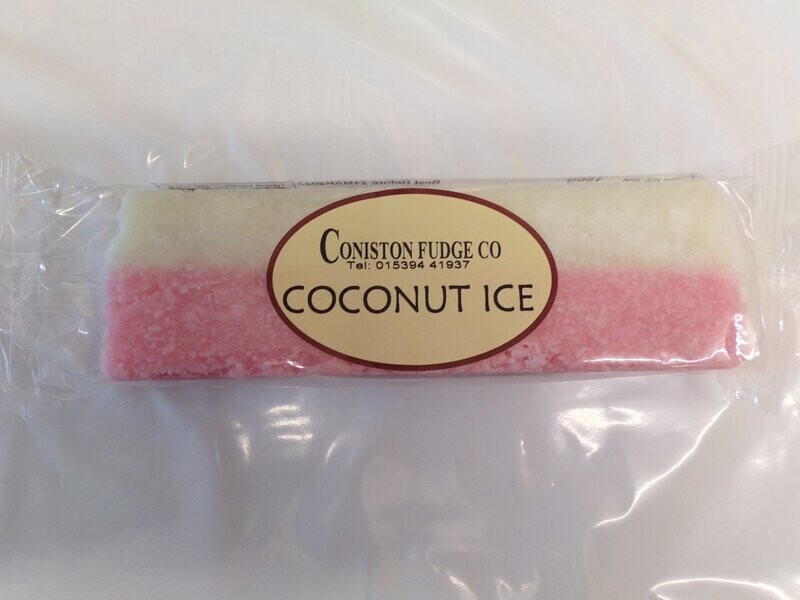 CONISTON FUDGE CO
Tel: 015394 41937
COCONUT ICE